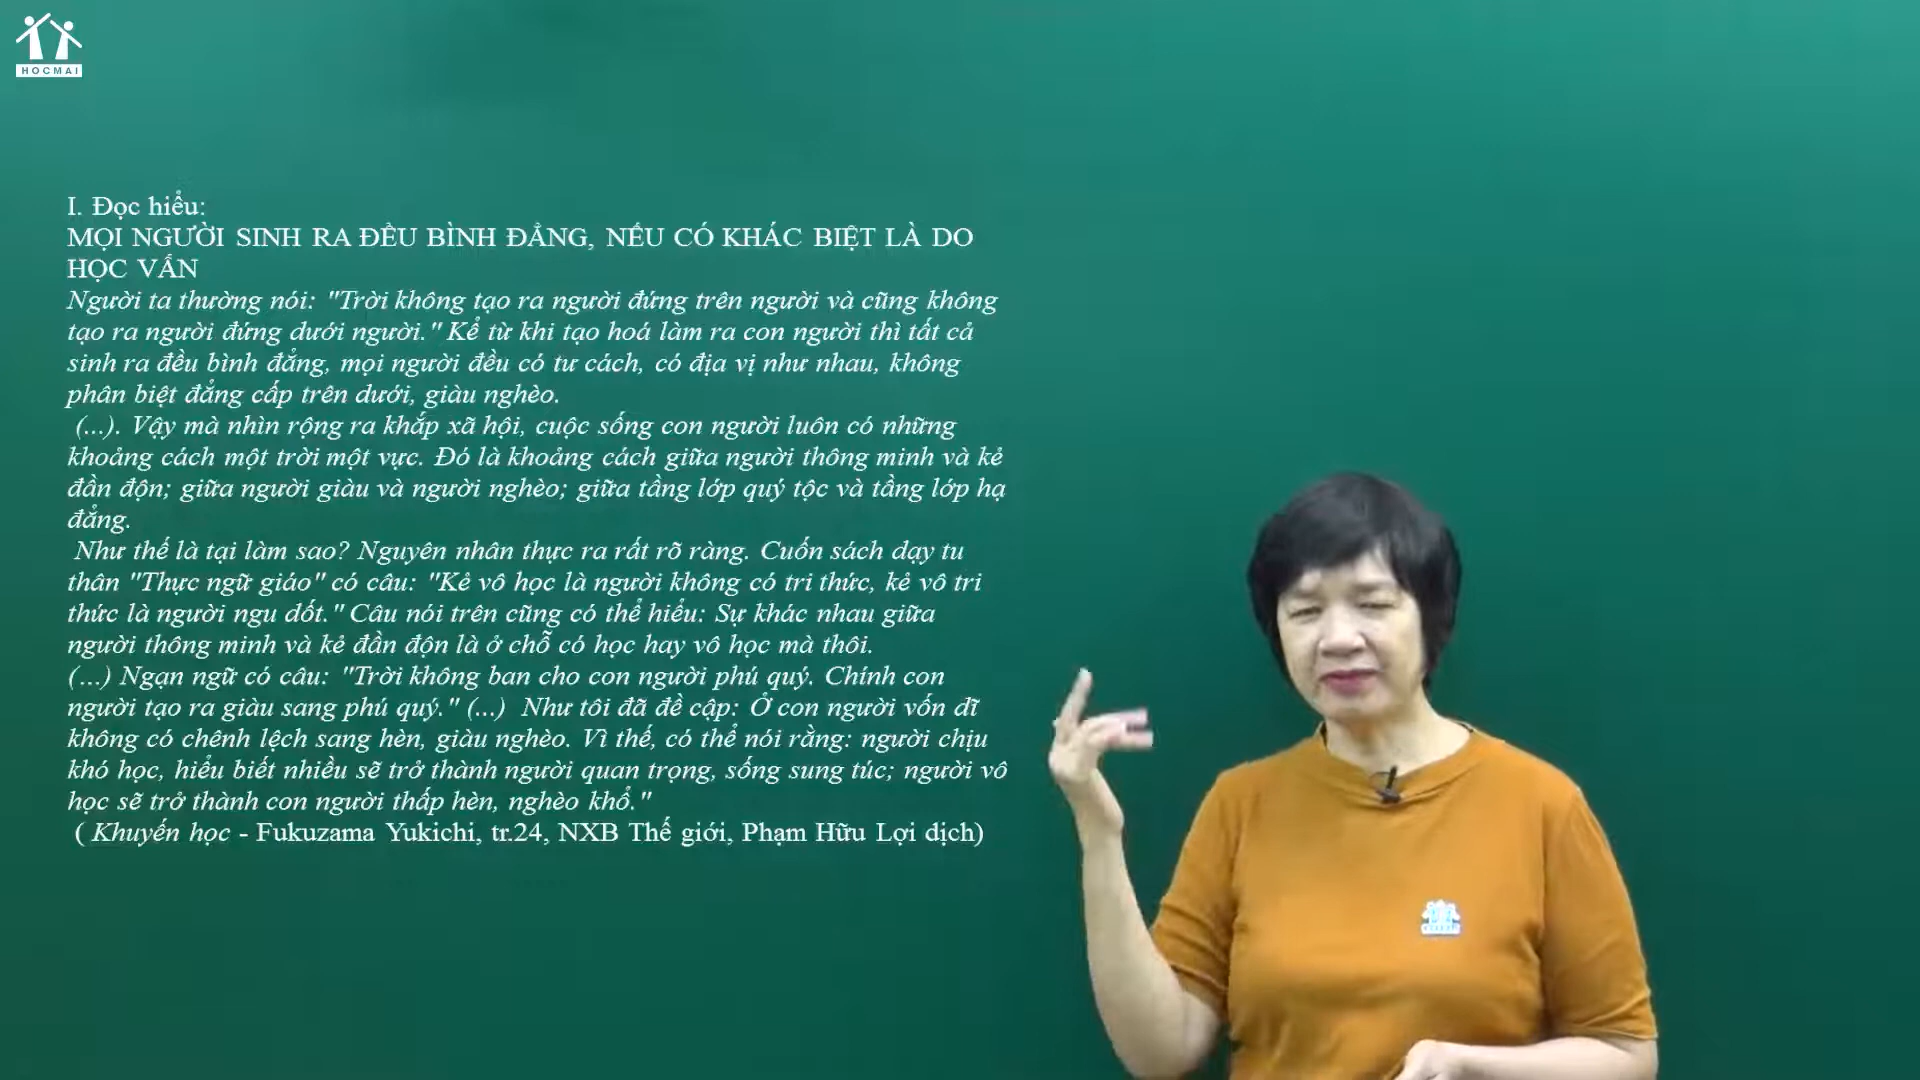 HOCMAI
I. Đọc hiểu:
MỌI NGƯỜI SINH RA ĐỀU BÌNH ĐẲNG, NẾU CÓ KHÁC BIỆT LÀ DO
HỌC VẤN
Người ta thường nói: "Trời không tạo ra người đứng trên người và cũng không
tạo ra người đứng dưới người." Kể từ khi tạo hoá làm ra con người thì tất cả
sinh ra đều bình đẳng, mọi người đều có tư cách, có địa vị như nhau, không
phân biệt đẳng cấp trên dưới, giàu nghèo.
(...). Vậy mà nhìn rộng ra khắp xã hội, cuộc sống con người luôn có những
khoảng cách một trời một vực. Đó là khoảng cách giữa người thông minh và kẻ
đần độn; giữa người giàu và người nghèo; giữa tầng lớp quý tộc và tầng lớp hạ
đẳng.
Như thế là tại làm sao? Nguyên nhân thực ra rất rõ ràng. Cuốn sách dạy tu
thân "Thực ngữ giáo" có câu: "Kẻ vô học là người không có tri thức, kẻ vô tri
thức là người ngu dốt." Câu nói trên cũng có thể hiểu: Sự khác nhau giữa
người thông minh và kẻ đần độn là ở chỗ có học hay vô học mà thôi.
(...) Ngạn ngữ có câu: "Trời không ban cho con người phú quý. Chính con
người tạo ra giàu sang phú quý." (...) Như tôi đã đề cập: Ở con người vốn dĩ
không có chênh lệch sang hèn, giàu nghèo. Vì thế, có thể nói rằng: người chịu
khó học, hiểu biết nhiều sẽ trở thành người quan trọng, sống sung túc; người vô
học sẽ trở thành con người thấp hèn, nghèo khổ."
( Khuyến học - Fukuzama Yukichi, tr.24, NXB Thế giới, Phạm Hữu Lợi dịch)